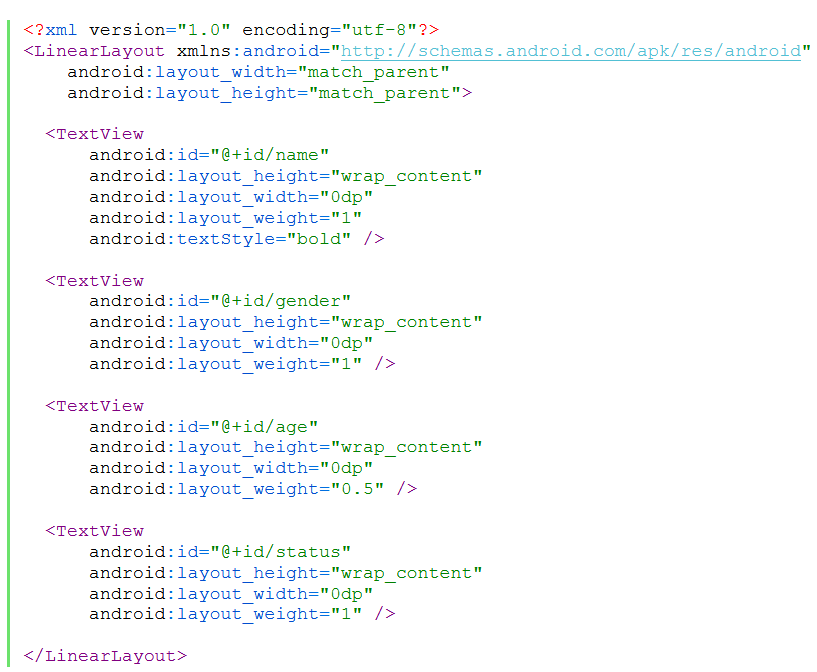 <?xml version="1.0" encoding="utf-8"?>
<LinearLayout xmlns:android="http://schemas.android.com/apk/res/android"
    android:layout_width="match_parent"
    android:layout_height="match_parent">

  <TextView
      android:id="@+id/name"
      android:layout_height="wrap_content"
      android:layout_width="0dp"
      android:layout_weight="1"
      android:textStyle="bold" />

  <TextView
      android:id="@+id/gender"
      android:layout_height="wrap_content"
      android:layout_width="0dp"
      android:layout_weight="1" />

  <TextView
      android:id="@+id/age"
      android:layout_height="wrap_content"
      android:layout_width="0dp"
      android:layout_weight="0.5" />

  <TextView
      android:id="@+id/status"
      android:layout_height="wrap_content"
      android:layout_width="0dp"
      android:layout_weight="1" />

</LinearLayout>